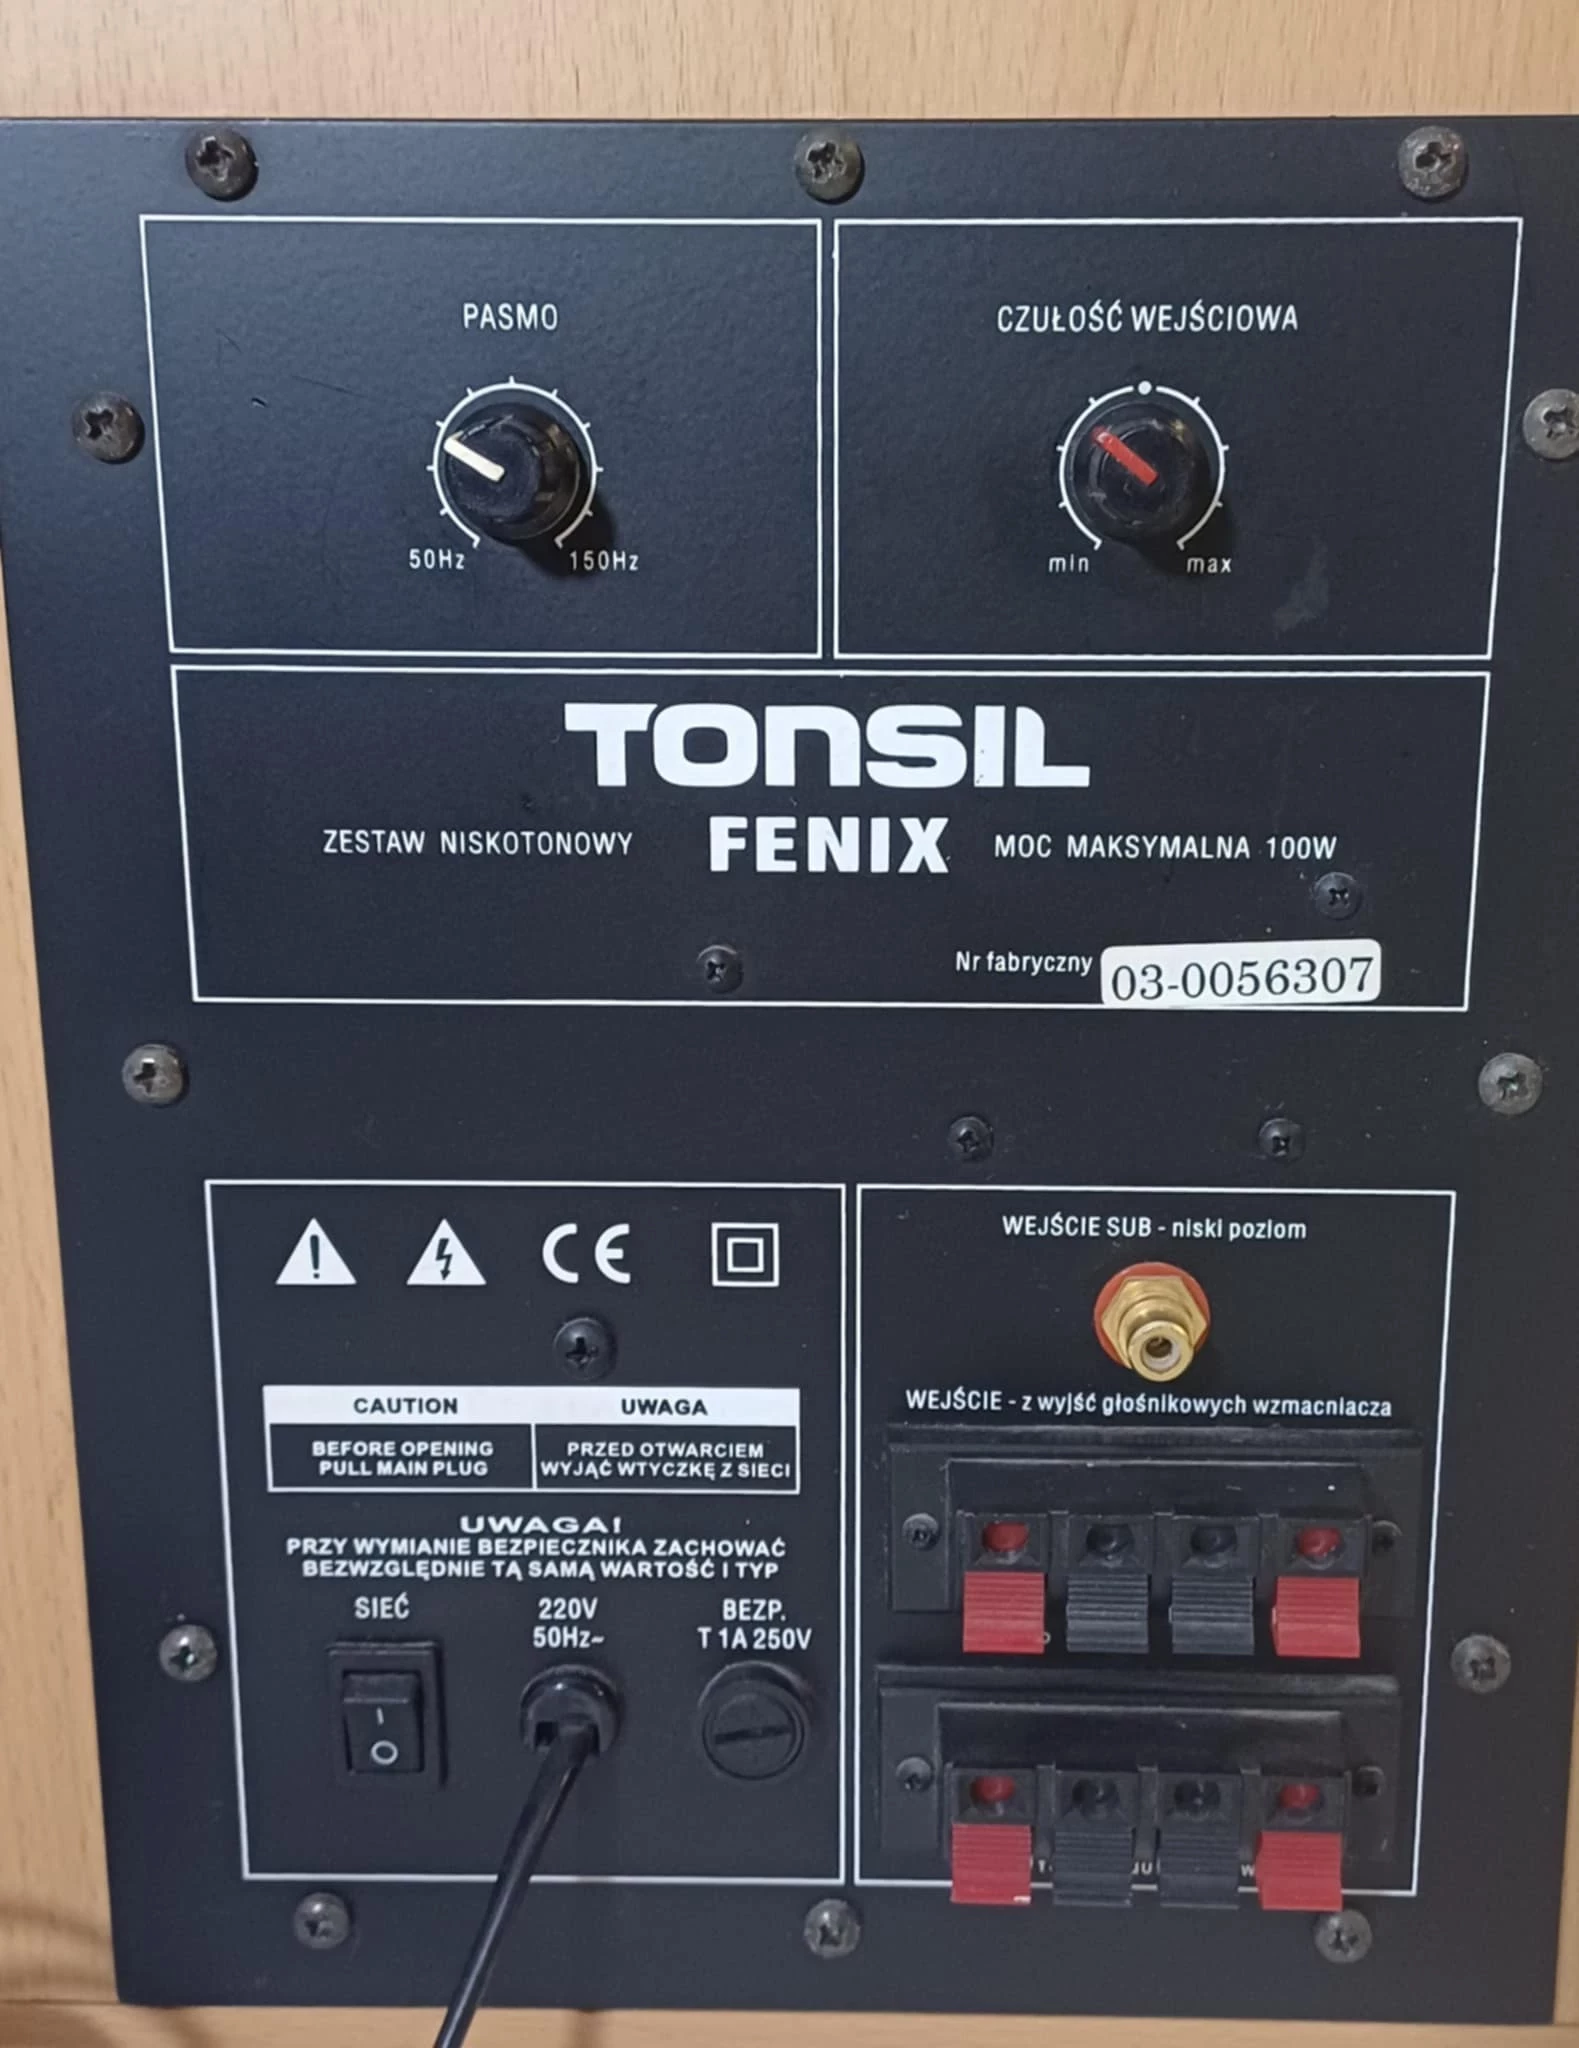 PASMO
50Hz 150Hz
CZUŁOŚĆ WEJŚCIOWA
min max
TONSIL
ZESTAW NISKOTONOWY FENIX MOC MAKSYMALNA 100W
Nr fabryczny 03-0056307
CE
CAUTION UWAGA
BEFORE OPENING PULL MAIN PLUG
PRZED OTWARCIEM WYJĄĆ WTYCZKĘ Z SIECI
UWAGA!
PRZY WYMIANIE BEZPIECZNIKA ZACHOWAĆ
BEZWZGLĘDNIE TĄ SAMĄ WARTOŚĆ I TYP
SIEĆ 220V BEZP.
50Hz~ T 1A 250V
I
O
WEJŚCIE SUB - niski poziom
WEJŚCIE - z wyjść głośnikowych wzmacniacza